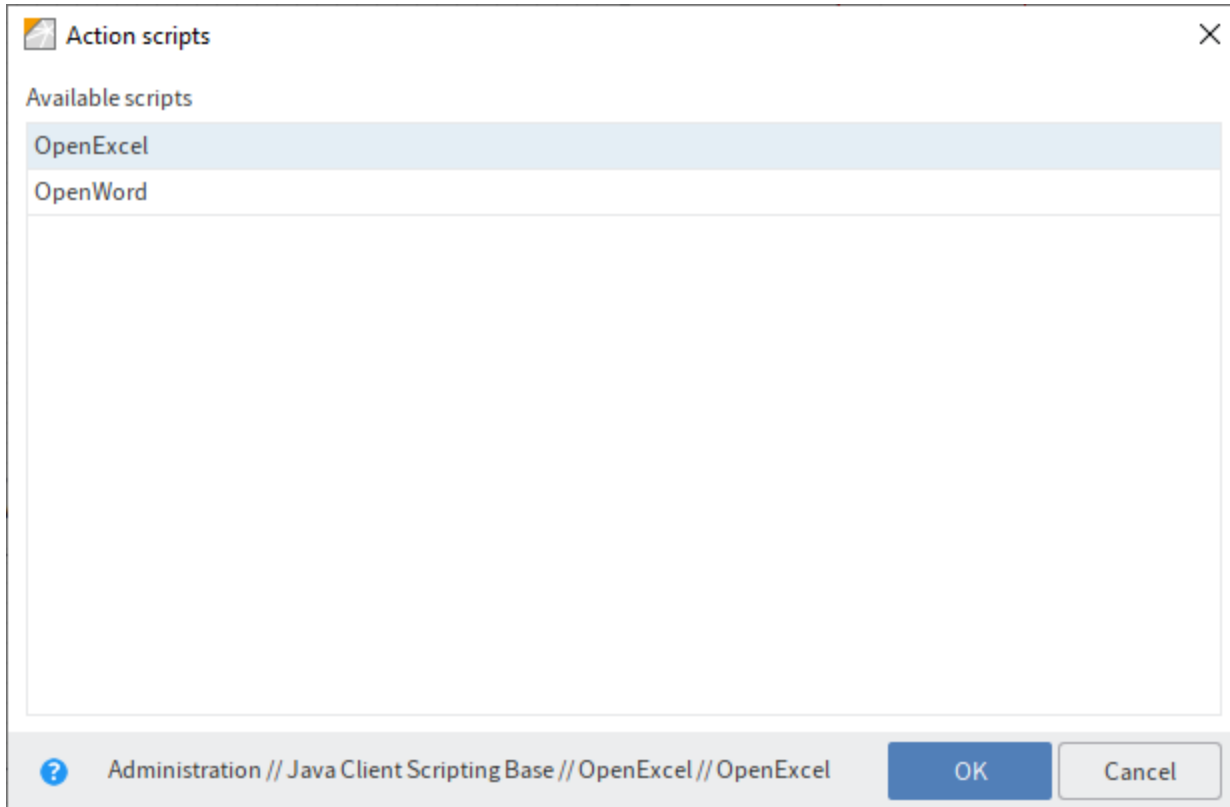 Action scripts
Available scripts
OpenExcel
OpenWord
Administration // Java Client Scripting Base // OpenExcel // OpenExcel
OK
Cancel